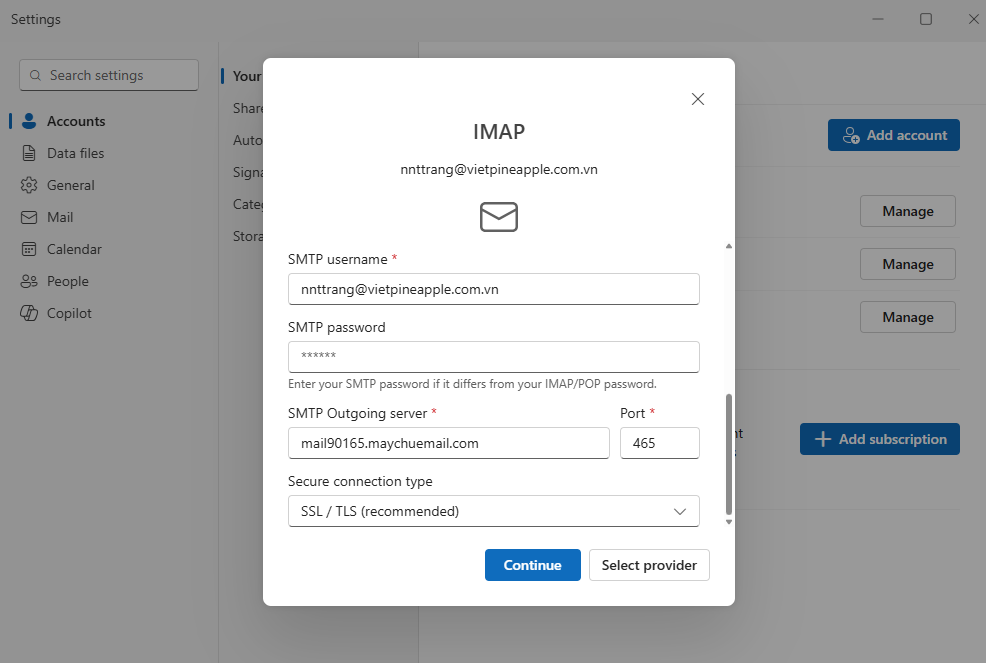 Settings
Search settings
Accounts
Data files
General
Mail
Calendar
People
Copilot
Your
Share
Auto
Signa
Categ
Stora
Add account
Manage
Manage
Manage
nt
Add subscription
IMAP
nnttrang@vietpineapple.com.vn
SMTP username *
nnttrang@vietpineapple.com.vn
SMTP password
******
Enter your SMTP password if it differs from your IMAP/POP password.
SMTP Outgoing server * Port *
mail90165.maychuemail.com 465
Secure connection type
SSL / TLS (recommended)
Continue Select provider